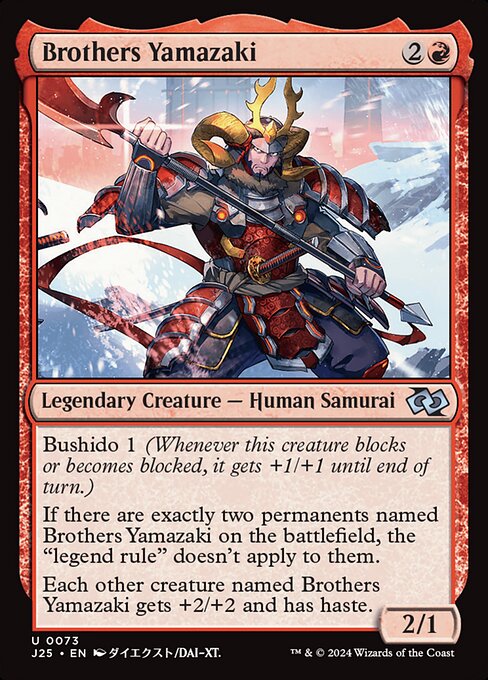 Brothers Yamazaki 2
Legendary Creature — Human Samurai
Bushido 1 (Whenever this creature blocks
or becomes blocked, it gets +1/+1 until end of
turn.)
If there are exactly two permanents named
Brothers Yamazaki on the battlefield, the
“legend rule” doesn’t apply to them.
Each other creature named Brothers
Yamazaki gets +2/+2 and has haste.
2/1
U 0073
J25 • EN ダイエクスト/DAI-XT.
™ & © 2024 Wizards of the Coast